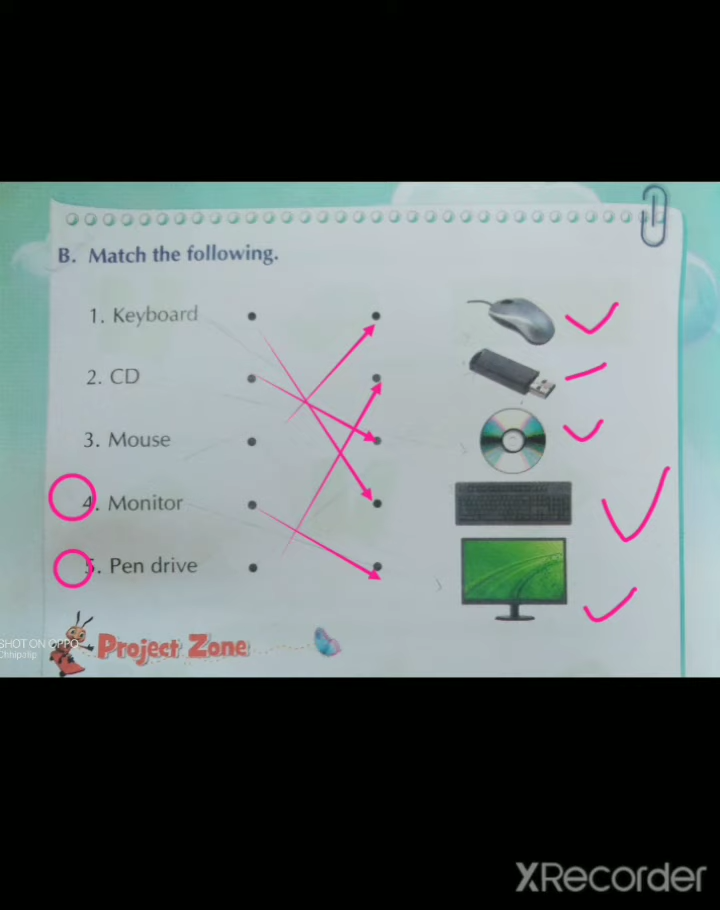 B. Match the following.
1. Keyboard
2. CD
3. Mouse
4. Monitor
5. Pen drive
SHOT ON OPPO
Chhipalip
Project Zone
XRecorder